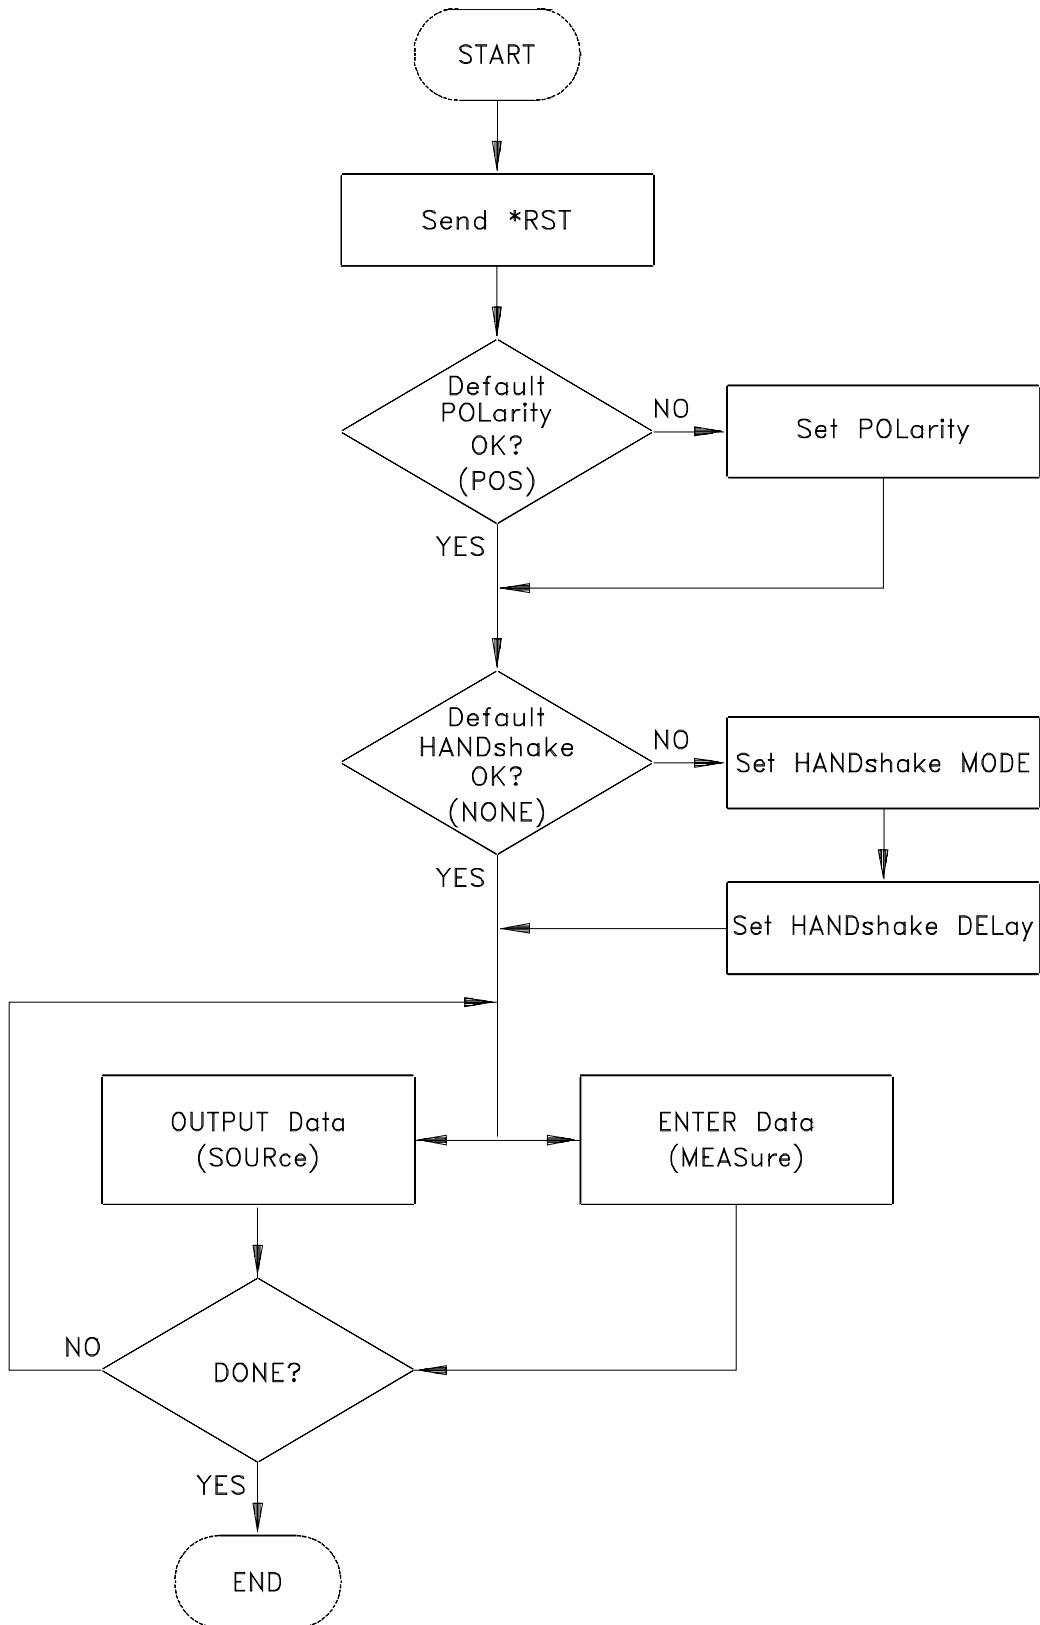 START
Send *RST
Default
POLarity
OK?
(POS)
NO
Set POLarity
YES
Default
HANDshake
OK?
(NONE)
NO
Set HANDshake MODE
YES
Set HANDshake DELay
OUTPUT Data
(SOURce)
ENTER Data
(MEASure)
NO
DONE?
YES
END